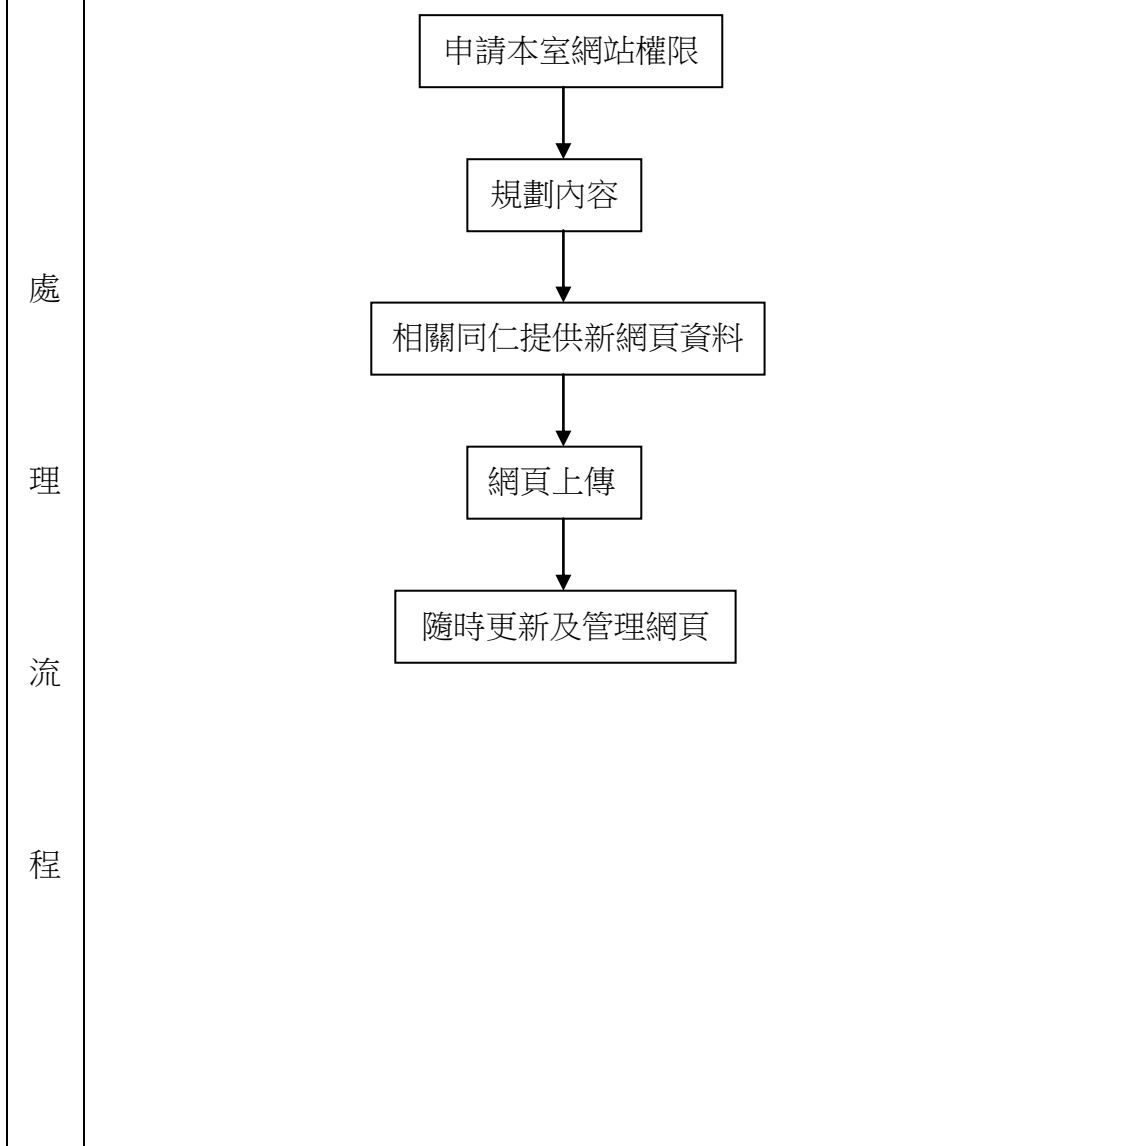 處
理
流
程
申請本室網站權限
規劃內容
相關同仁提供新網頁資料
網頁上傳
隨時更新及管理網頁